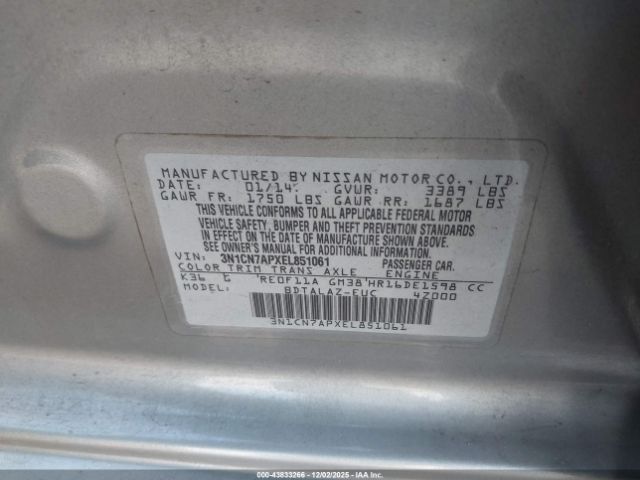 MANUFACTURED BY NISSAN MOTOR CO., LTD.
DATE: 01/14 GVWR: 3389 LBS
GAWR FR: 1750 LBS GAWR RR: 1687 LBS
THIS VEHICLE CONFORMS TO ALL APPLICABLE FEDERAL MOTOR
VEHICLE SAFETY, BUMPER, AND THEFT PREVENTION STANDARDS
IN EFFECT ON THE DATE OF MANUFACTURE SHOWN ABOVE.
SEE OWNER'S MANUAL FOR ADDITIONAL INFORMATION.
VIN: 3N1CN7APXEL851061 PASSENGER CAR.
COLOR TRIM TRANS AXLE ENGINE
K36 G RE0F11A GM38 HR16DE1598 CC
BDTALAZ-EUC 4Z000
3N1CN7APXEL851061
000-43833266 - 12/02/2025 - IAAI, Inc.